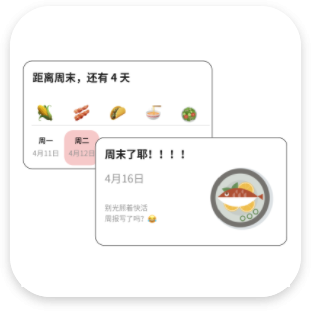 距离周末，还有 4 天
周一
周二
4月11日
4月12日
周末了耶！！！！
4月16日
别光顾着快活
周报写了吗？😂